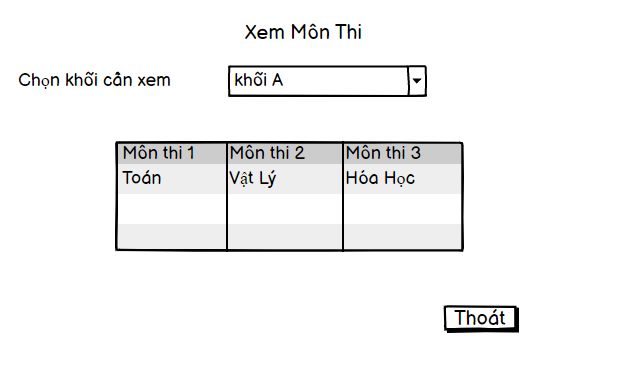 Xem Môn Thi
Chọn khối cần xem khối A
Môn thi 1 Môn thi 2 Môn thi 3
Toán Vật Lý Hóa Học
Thoát